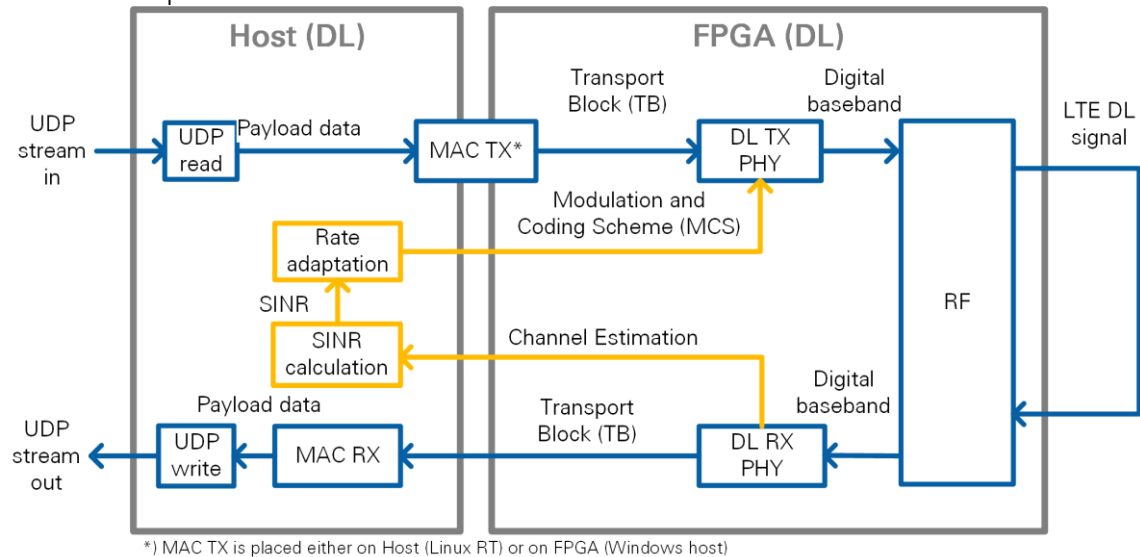 Host (DL)
FPGA (DL)
UDP
stream
in
UDP
read
Payload data
MAC TX*
Transport
Block (TB)
DL TX
PHY
Digital
baseband
LTE DL
signal
Modulation and
Coding Scheme (MCS)
Rate
adaptation
SINR
SINR
calculation
Channel Estimation
RF
Payload data
UDP
stream
out
UDP
write
MAC RX
Transport
Block (TB)
DL RX
PHY
Digital
baseband
*) MAC TX is placed either on Host (Linux RT) or on FPGA (Windows host)